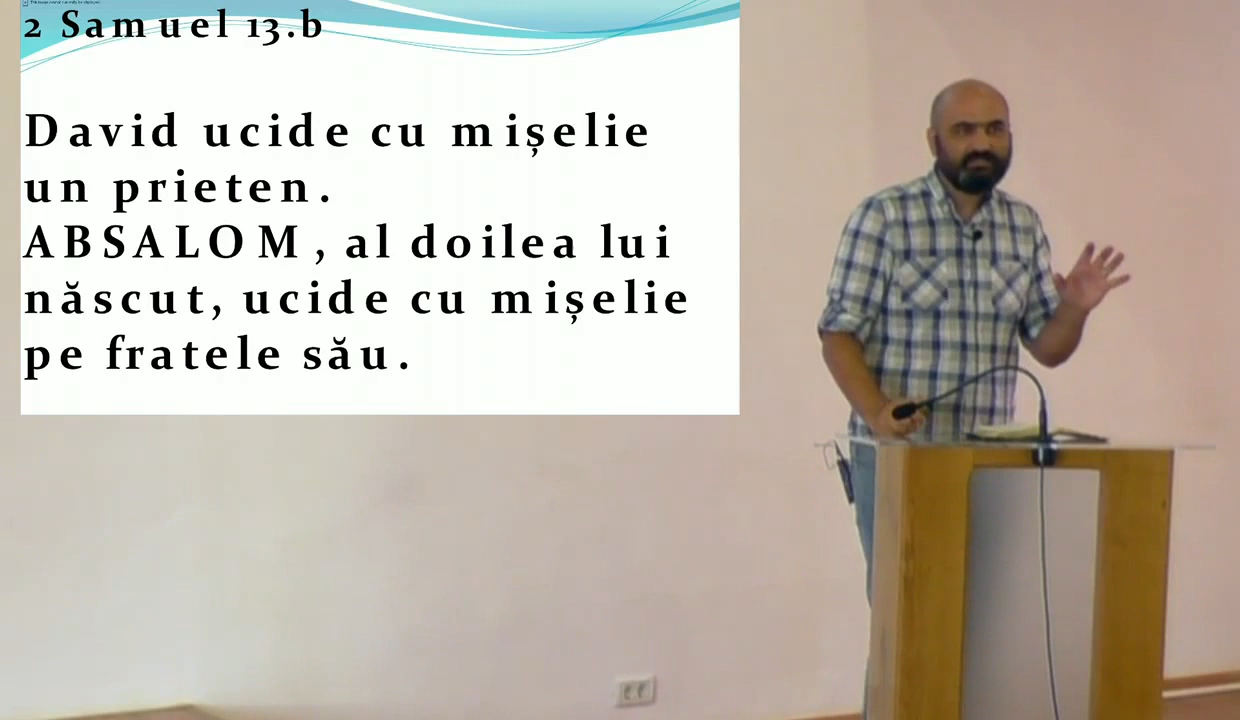 2 Samuel 13.b
David ucide cu mișelie
un prieten.
ABSALOM, al doilea lui
născut, ucide cu mișelie
pe fratele său.